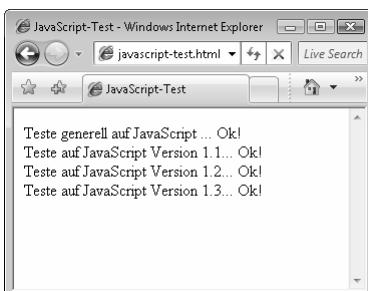 JavaScript-Test - Windows Internet Explorer
javascript-test.html
Live Search
JavaScript-Test
Teste generell auf JavaScript ... Ok!
Teste auf JavaScript Version 1.1... Ok!
Teste auf JavaScript Version 1.2... Ok!
Teste auf JavaScript Version 1.3... Ok!